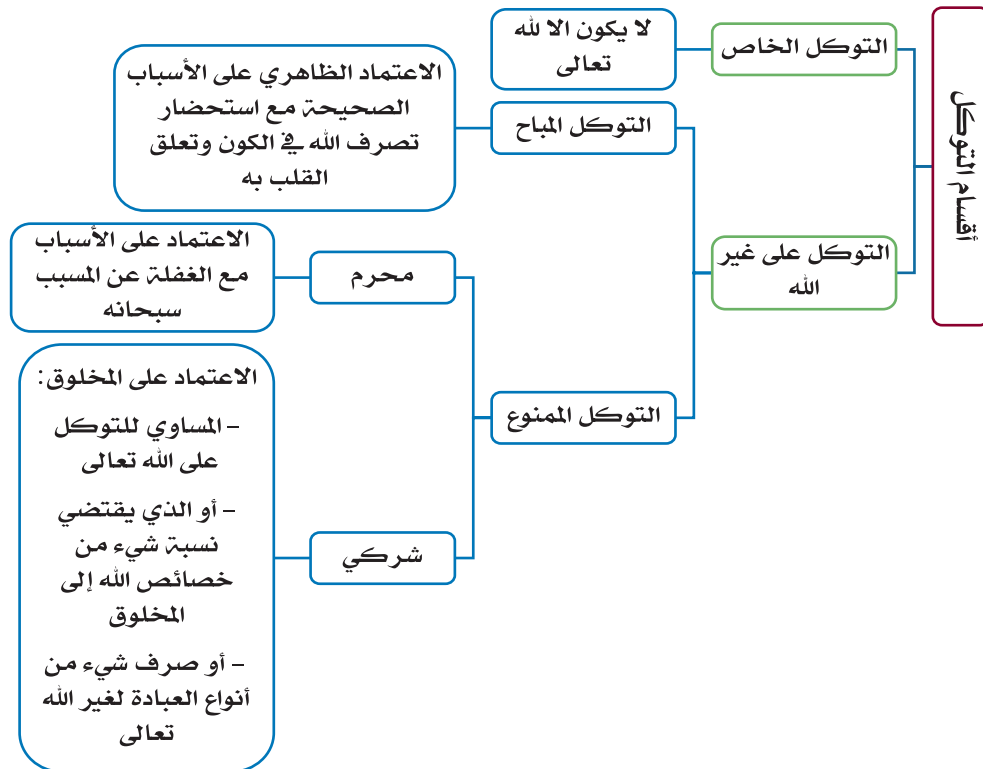 أقسام التوكل
التوكل الخاص
لا يكون الا لله
تعالى
التوكل على غير
الله
التوكل المباح
الاعتماد الظاهري على الأسباب
الصحيحة مع استحضار
تصرف الله في الكون وتعلق
القلب به
التوكل الممنوع
محرم
الاعتماد على الأسباب
مع الغفلة عن المسبب
سبحانه
شركي
الاعتماد على المخلوق:
– المساوي للتوكل
على الله تعالى
– أو الذي يقتضي
نسبة شيء من
خصائص الله إلى
المخلوق
– أو صرف شيء من
أنواع العبادة لغير الله
تعالى